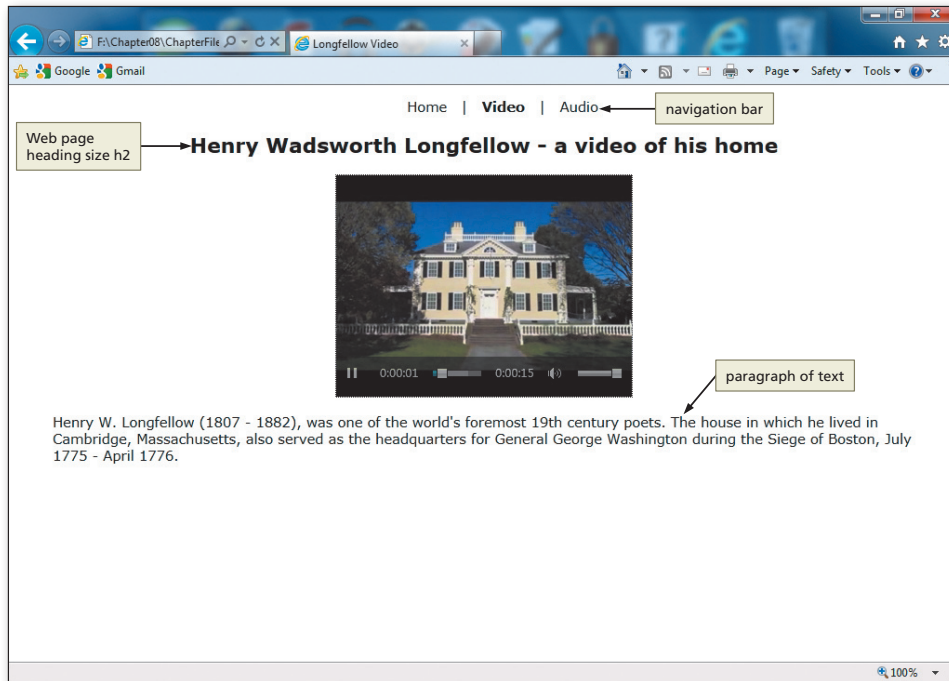 F:\Chapter08\ChapterFile
Longfellow Video
Google Gmail
Page Safety Tools
Home | Video | Audio
navigation bar
Web page
heading size h2
Henry Wadsworth Longfellow - a video of his home
0:00:01 0:00:15
paragraph of text
Henry W. Longfellow (1807 - 1882), was one of the world's foremost 19th century poets. The house in which he lived in
Cambridge, Massachusetts, also served as the headquarters for General George Washington during the Siege of Boston, July
1775 - April 1776.
100%